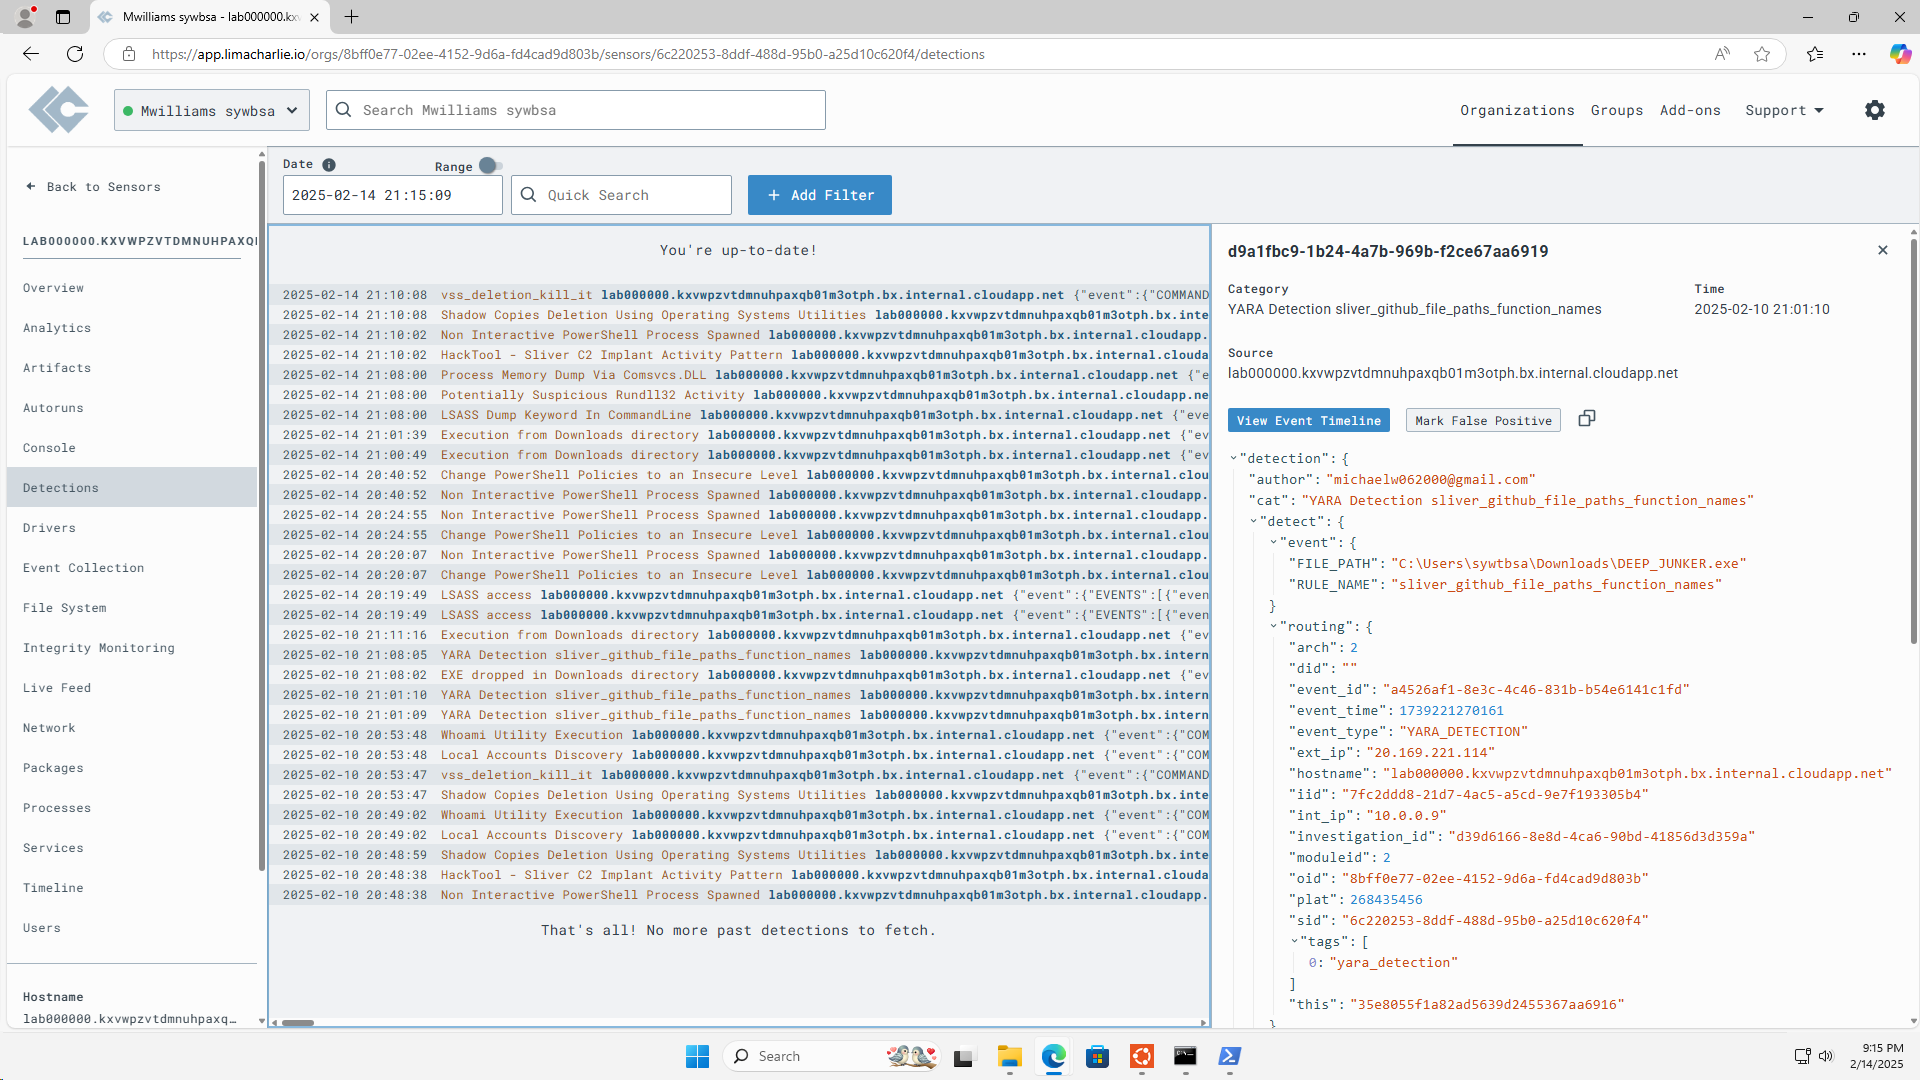 Mwilliams sywbsa - lab000000.kxv
https://app.limacharlie.io/orgs/8bff0e77-02ee-4152-9d6a-fd4cad9d803b/sensors/6c220253-8ddf-488d-95b0-a25d10c620f4/detections
Mwilliams sywbsa
Search Mwilliams sywbsa
Organizations
Groups
Add-ons
Support
Back to Sensors
LAB000000.KXVWPZVTDMNUHPAXQ
Overview
Analytics
Artifacts
Autoruns
Console
Detections
Drivers
Event Collection
File System
Integrity Monitoring
Live Feed
Network
Packages
Processes
Services
Timeline
Users
Hostname
lab000000.kxvwpzvtdmnuhpaxq…
Date
Range
2025-02-14 21:15:09
Quick Search
+ Add Filter
You're up-to-date!
2025-02-14 21:10:08 vss_deletion_kill_it lab000000.kxvwpzvtdmnuhpaxqb01m3otph.bx.internal.cloudapp.net {"event":{"COMMAND
2025-02-14 21:10:08 Shadow Copies Deletion Using Operating Systems Utilities lab000000.kxvwpzvtdmnuhpaxqb01m3otph.bx.inte
2025-02-14 21:10:02 Non Interactive PowerShell Process Spawned lab000000.kxvwpzvtdmnuhpaxqb01m3otph.bx.internal.cloudapp.
2025-02-14 21:10:02 HackTool - Sliver C2 Implant Activity Pattern lab000000.kxvwpzvtdmnuhpaxqb01m3otph.bx.internal.clouda
2025-02-14 21:08:00 Process Memory Dump Via Comsvcs.DLL lab000000.kxvwpzvtdmnuhpaxqb01m3otph.bx.internal.cloudapp.net {"e
2025-02-14 21:08:00 Potentially Suspicious Rundll32 Activity lab000000.kxvwpzvtdmnuhpaxqb01m3otph.bx.internal.cloudapp.ne
2025-02-14 21:08:00 LSASS Dump Keyword In CommandLine lab000000.kxvwpzvtdmnuhpaxqb01m3otph.bx.internal.cloudapp.net {"eve
2025-02-14 21:01:39 Execution from Downloads directory lab000000.kxvwpzvtdmnuhpaxqb01m3otph.bx.internal.cloudapp.net {"ev
2025-02-14 21:00:49 Execution from Downloads directory lab000000.kxvwpzvtdmnuhpaxqb01m3otph.bx.internal.cloudapp.net {"ev
2025-02-14 20:40:52 Change PowerShell Policies to an Insecure Level lab000000.kxvwpzvtdmnuhpaxqb01m3otph.bx.internal.clou
2025-02-14 20:40:52 Non Interactive PowerShell Process Spawned lab000000.kxvwpzvtdmnuhpaxqb01m3otph.bx.internal.cloudapp.
2025-02-14 20:24:55 Non Interactive PowerShell Process Spawned lab000000.kxvwpzvtdmnuhpaxqb01m3otph.bx.internal.cloudapp.
2025-02-14 20:24:55 Change PowerShell Policies to an Insecure Level lab000000.kxvwpzvtdmnuhpaxqb01m3otph.bx.internal.clou
2025-02-14 20:20:07 Non Interactive PowerShell Process Spawned lab000000.kxvwpzvtdmnuhpaxqb01m3otph.bx.internal.cloudapp.
2025-02-14 20:20:07 Change PowerShell Policies to an Insecure Level lab000000.kxvwpzvtdmnuhpaxqb01m3otph.bx.internal.clou
2025-02-14 20:19:49 LSASS access lab000000.kxvwpzvtdmnuhpaxqb01m3otph.bx.internal.cloudapp.net {"event":{"EVENTS":[{"even
2025-02-14 20:19:49 LSASS access lab000000.kxvwpzvtdmnuhpaxqb01m3otph.bx.internal.cloudapp.net {"event":{"EVENTS":[{"even
2025-02-10 21:11:16 Execution from Downloads directory lab000000.kxvwpzvtdmnuhpaxqb01m3otph.bx.internal.cloudapp.net {"ev
2025-02-10 21:08:05 YARA Detection sliver_github_file_paths_function_names lab000000.kxvwpzvtdmnuhpaxqb01m3otph.bx.intern
2025-02-10 21:08:02 EXE dropped in Downloads directory lab000000.kxvwpzvtdmnuhpaxqb01m3otph.bx.internal.cloudapp.net {"ev
2025-02-10 21:01:10 YARA Detection sliver_github_file_paths_function_names lab000000.kxvwpzvtdmnuhpaxqb01m3otph.bx.intern
2025-02-10 21:01:09 YARA Detection sliver_github_file_paths_function_names lab000000.kxvwpzvtdmnuhpaxqb01m3otph.bx.intern
2025-02-10 20:53:48 Whoami Utility Execution lab000000.kxvwpzvtdmnuhpaxqb01m3otph.bx.internal.cloudapp.net {"event":{"COM
2025-02-10 20:53:48 Local Accounts Discovery lab000000.kxvwpzvtdmnuhpaxqb01m3otph.bx.internal.cloudapp.net {"event":{"COM
2025-02-10 20:53:47 vss_deletion_kill_it lab000000.kxvwpzvtdmnuhpaxqb01m3otph.bx.internal.cloudapp.net {"event":{"COMMAND
2025-02-10 20:53:47 Shadow Copies Deletion Using Operating Systems Utilities lab000000.kxvwpzvtdmnuhpaxqb01m3otph.bx.inte
2025-02-10 20:49:02 Whoami Utility Execution lab000000.kxvwpzvtdmnuhpaxqb01m3otph.bx.internal.cloudapp.net {"event":{"COM
2025-02-10 20:49:02 Local Accounts Discovery lab000000.kxvwpzvtdmnuhpaxqb01m3otph.bx.internal.cloudapp.net {"event":{"COM
2025-02-10 20:48:59 Shadow Copies Deletion Using Operating Systems Utilities lab000000.kxvwpzvtdmnuhpaxqb01m3otph.bx.inte
2025-02-10 20:48:38 HackTool - Sliver C2 Implant Activity Pattern lab000000.kxvwpzvtdmnuhpaxqb01m3otph.bx.internal.clouda
2025-02-10 20:48:38 Non Interactive PowerShell Process Spawned lab000000.kxvwpzvtdmnuhpaxqb01m3otph.bx.internal.cloudapp.
That's all! No more past detections to fetch.
d9a1fbc9-1b24-4a7b-969b-f2ce67aa6919
Category
YARA Detection sliver_github_file_paths_function_names
Time
2025-02-10 21:01:10
Source
lab000000.kxvwpzvtdmnuhpaxqb01m3otph.bx.internal.cloudapp.net
View Event Timeline
Mark False Positive
"detection": {
"author": "michaelw062000@gmail.com"
"cat": "YARA Detection sliver_github_file_paths_function_names"
"detect": {
"event": {
"FILE_PATH": "C:\Users\sywtbsa\Downloads\DEEP_JUNKER.exe"
"RULE_NAME": "sliver_github_file_paths_function_names"
}
"routing": {
"arch": 2
"did": ""
"event_id": "a4526af1-8e3c-4c46-831b-b54e6141c1fd"
"event_time": 1739221270161
"event_type": "YARA_DETECTION"
"ext_ip": "20.169.221.114"
"hostname": "lab000000.kxvwpzvtdmnuhpaxqb01m3otph.bx.internal.cloudapp.net"
"iid": "7fc2ddd8-21d7-4ac5-a5cd-9e7f193305b4"
"int_ip": "10.0.0.9"
"investigation_id": "d39d6166-8e8d-4ca6-90bd-41856d3d359a"
"moduleid": 2
"oid": "8bff0e77-02ee-4152-9d6a-fd4cad9d803b"
"plat": 268435456
"sid": "6c220253-8ddf-488d-95b0-a25d10c620f4"
"tags": [
0: "yara_detection"
]
"this": "35e8055f1a82ad5639d2455367aa6916"
}
Search
9:15 PM
2/14/2025